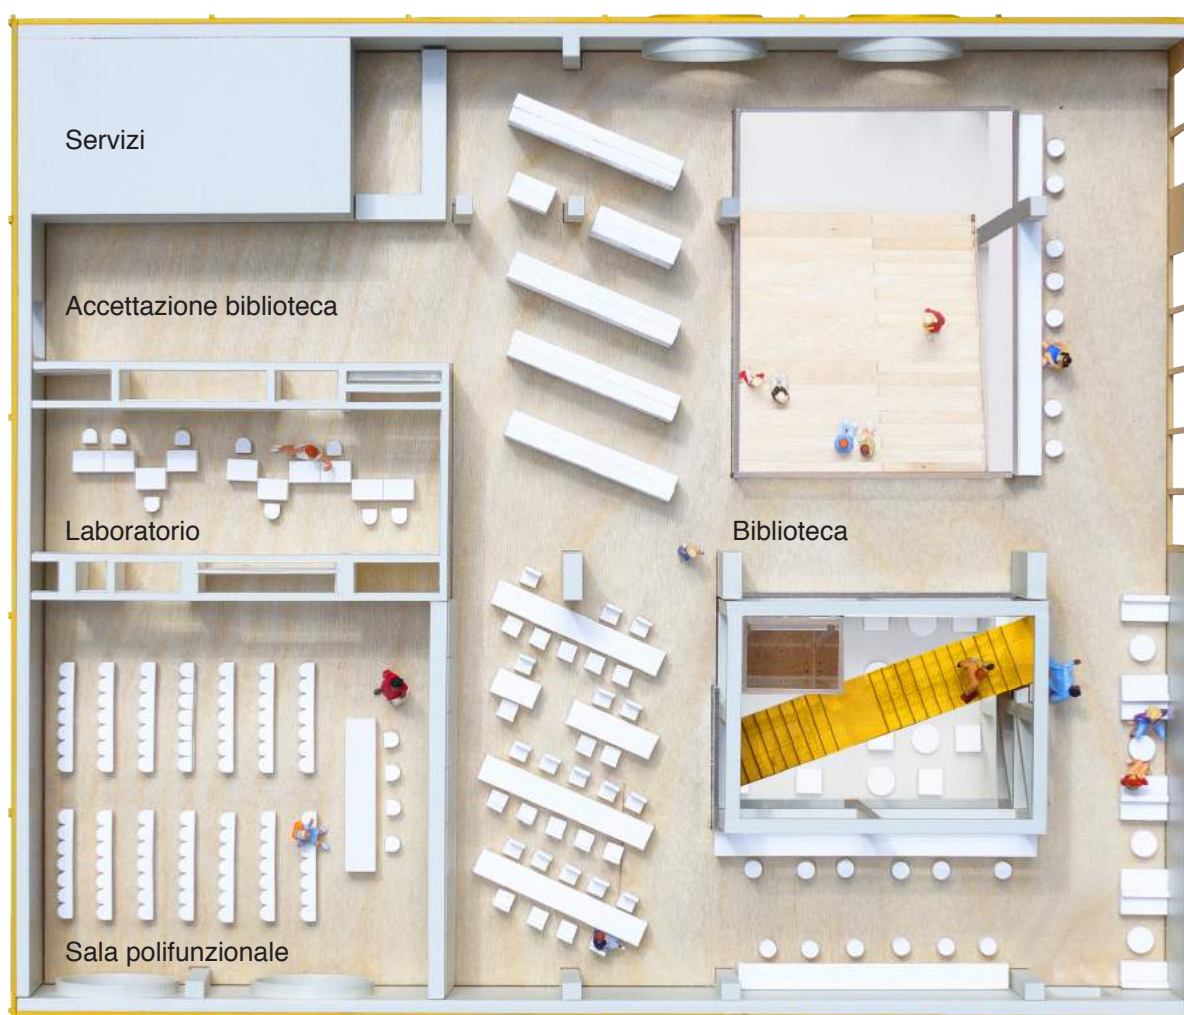 Servizi
Accettazione biblioteca
Laboratorio
Biblioteca
Sala polifunzionale